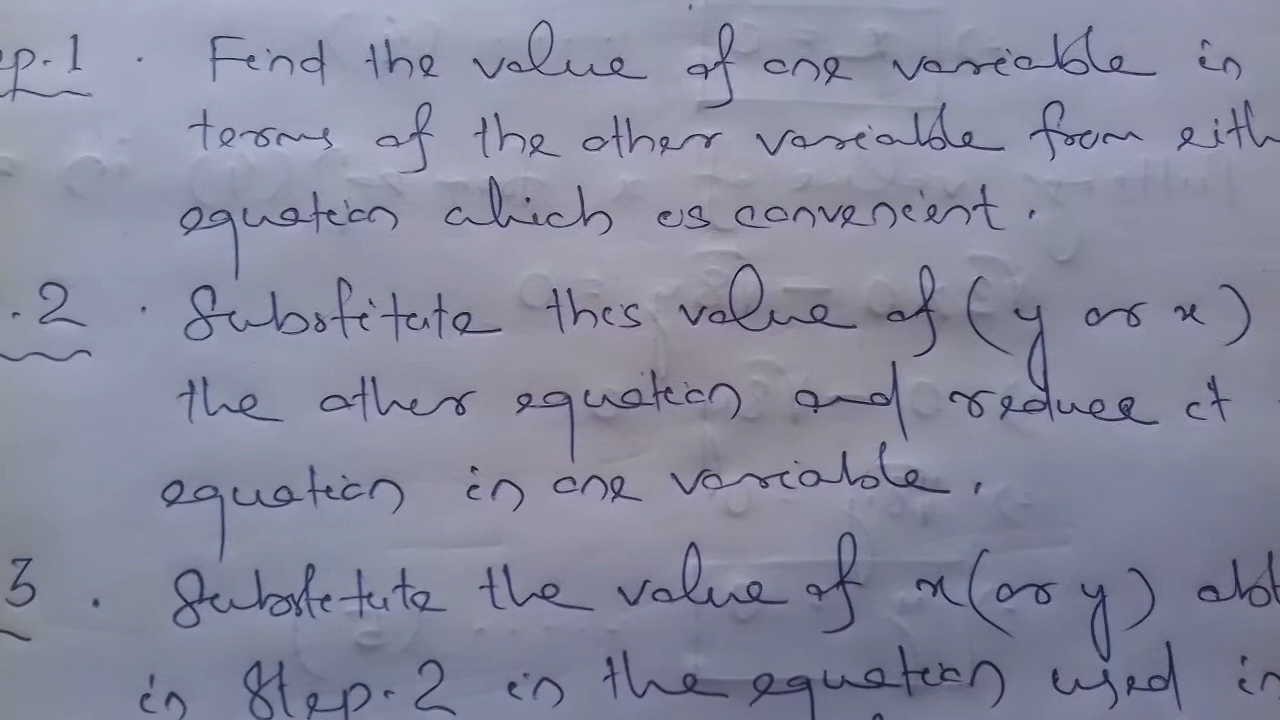 ep.1 . Find the value of one variable in
terms of the other variable from eith
equation which is convenient.
.2 . Substitute this value of (y or x)
the other equation and reduce it
equation in one variable.
3 . Substitute the value of x (or y) obt
in Step.2 in the equation used in